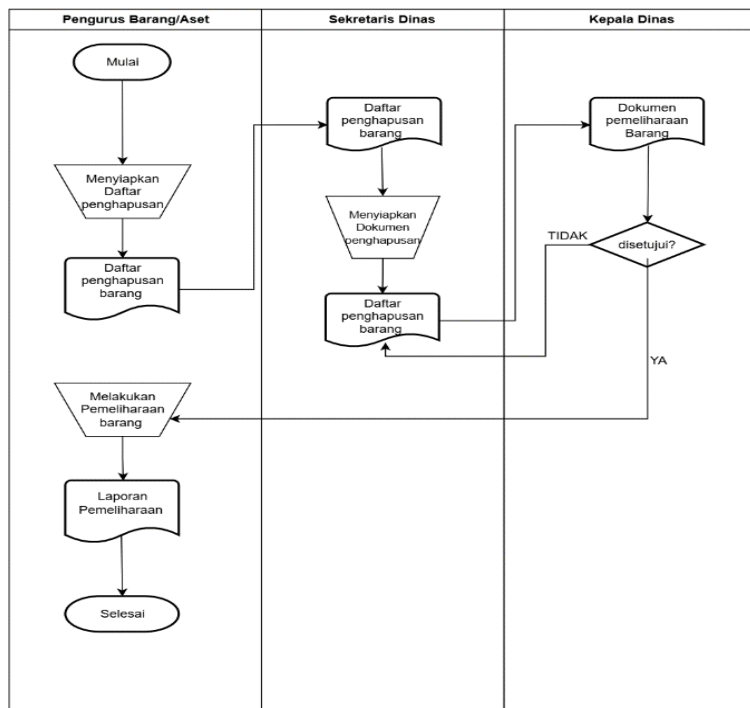 Pengurus Barang/Aset
Sekretaris Dinas
Kepala Dinas
Mulai
Menyiapkan
Daftar
penghapusan
Daftar
penghapusan
barang
Daftar
penghapusan
barang
Menyiapkan
Dokumen
penghapusan
Daftar
penghapusan
barang
Dokumen
pemeliharaan
Barang
disetujui?
TIDAK
YA
Melakukan
Pemeliharaan
barang
Laporan
Pemeliharaan
Selesai